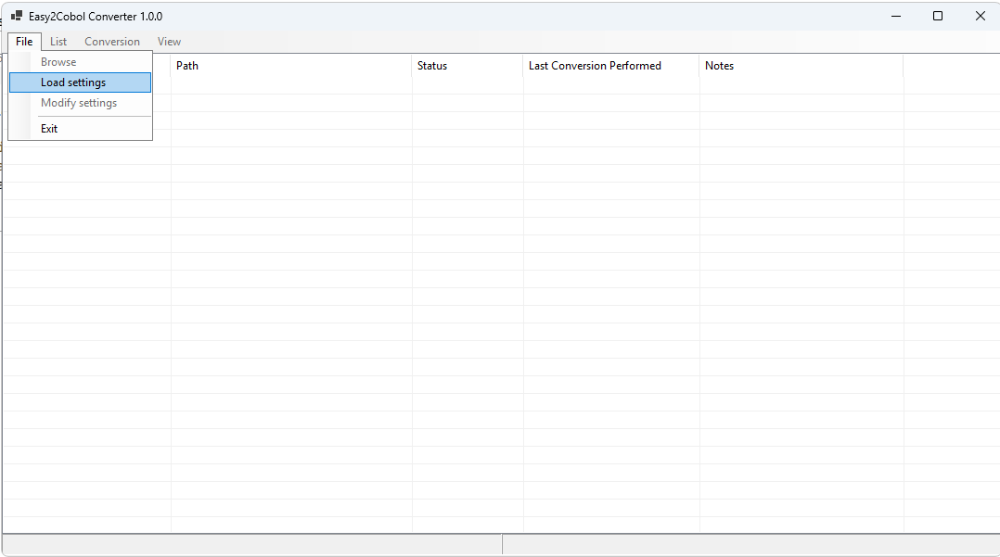 Easy2Cobol Converter 1.0.0
File List Conversion View
Browse
Load settings
Modify settings
Exit
Path Status Last Conversion Performed Notes